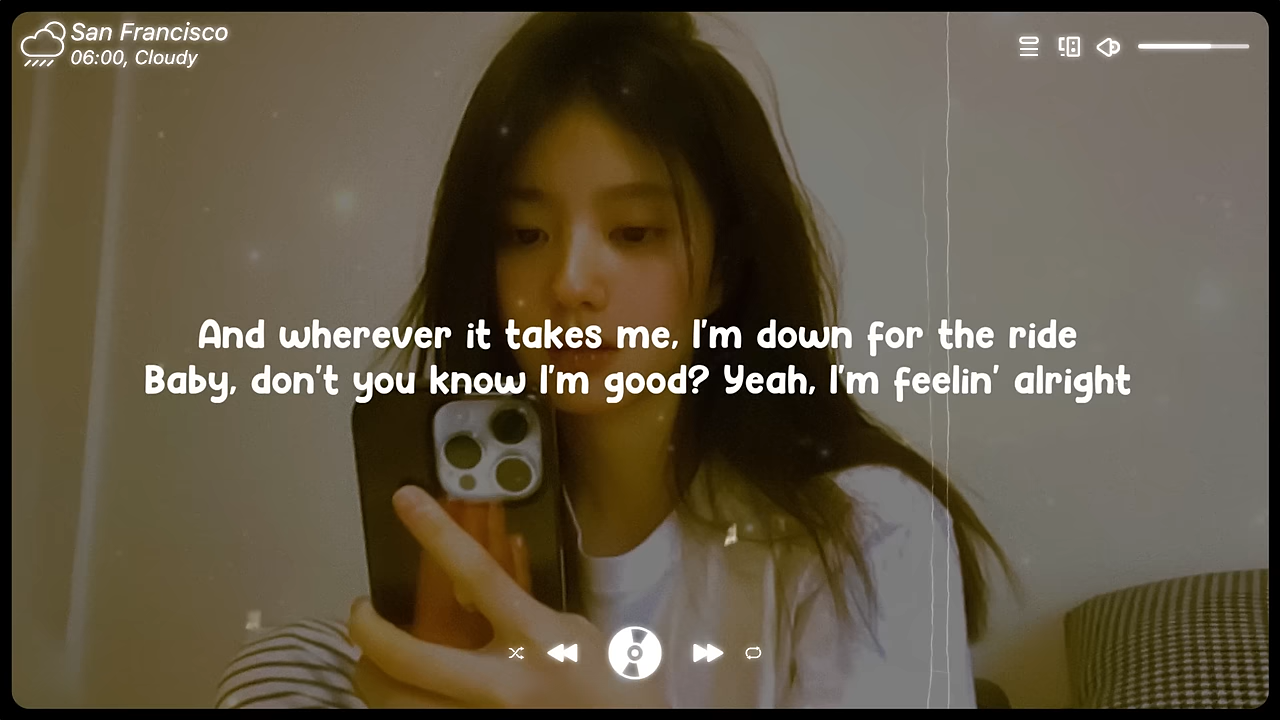 San Francisco
06:00, Cloudy
And wherever it takes me, I'm down for the ride
Baby, don't you know I'm good? Yeah, I'm feelin' alright